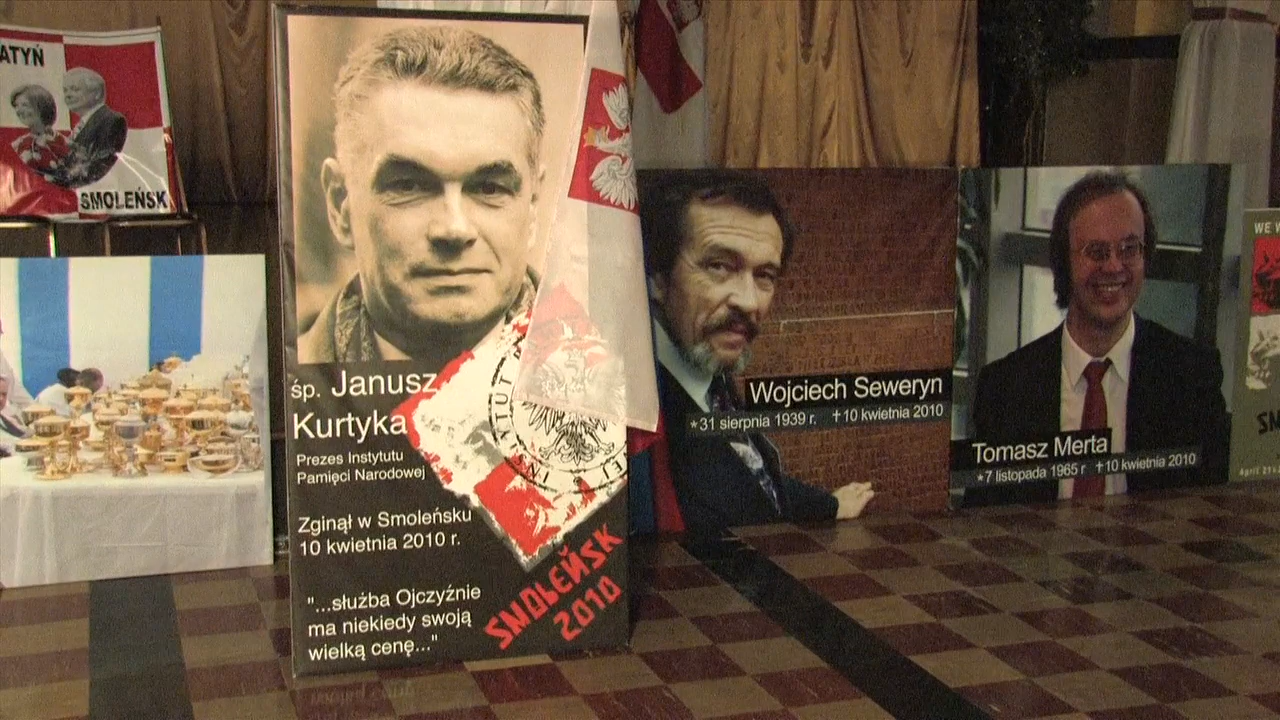 ATYŃ
SMOLEŃSK
śp. Janusz
Kurtyka
Prezes Instytutu
Pamięci Narodowej
Zginął w Smoleńsku
10 kwietnia 2010 r.
"...służba Ojczyźnie
ma niekiedy swoją
wielką cenę..."
INSTYTUT
SMOLEŃSK
2010
Wojciech Seweryn
*31 sierpnia 1939 r. †10 kwietnia 2010
Tomasz Merta
*7 listopada 1965 r †10 kwietnia 2010
WE W
SM
April